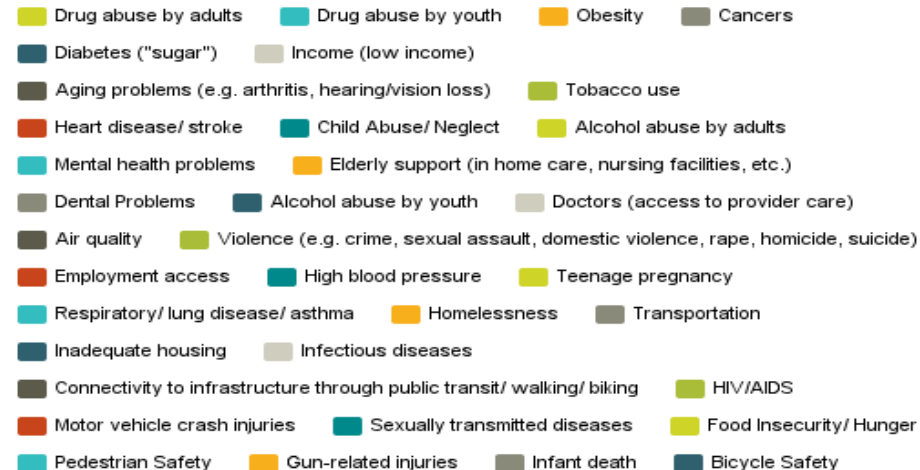 Drug abuse by adults Drug abuse by youth Obesity Cancers
Diabetes ("sugar") Income (low income)
Aging problems (e.g. arthritis, hearing/vision loss) Tobacco use
Heart disease/ stroke Child Abuse/ Neglect Alcohol abuse by adults
Mental health problems Elderly support (in home care, nursing facilities, etc.)
Dental Problems Alcohol abuse by youth Doctors (access to provider care)
Air quality Violence (e.g. crime, sexual assault, domestic violence, rape, homicide, suicide)
Employment access High blood pressure Teenage pregnancy
Respiratory/ lung disease/ asthma Homelessness Transportation
Inadequate housing Infectious diseases
Connectivity to infrastructure through public transit/ walking/ biking HIV/AIDS
Motor vehicle crash injuries Sexually transmitted diseases Food Insecurity/ Hunger
Pedestrian Safety Gun-related injuries Infant death Bicycle Safety